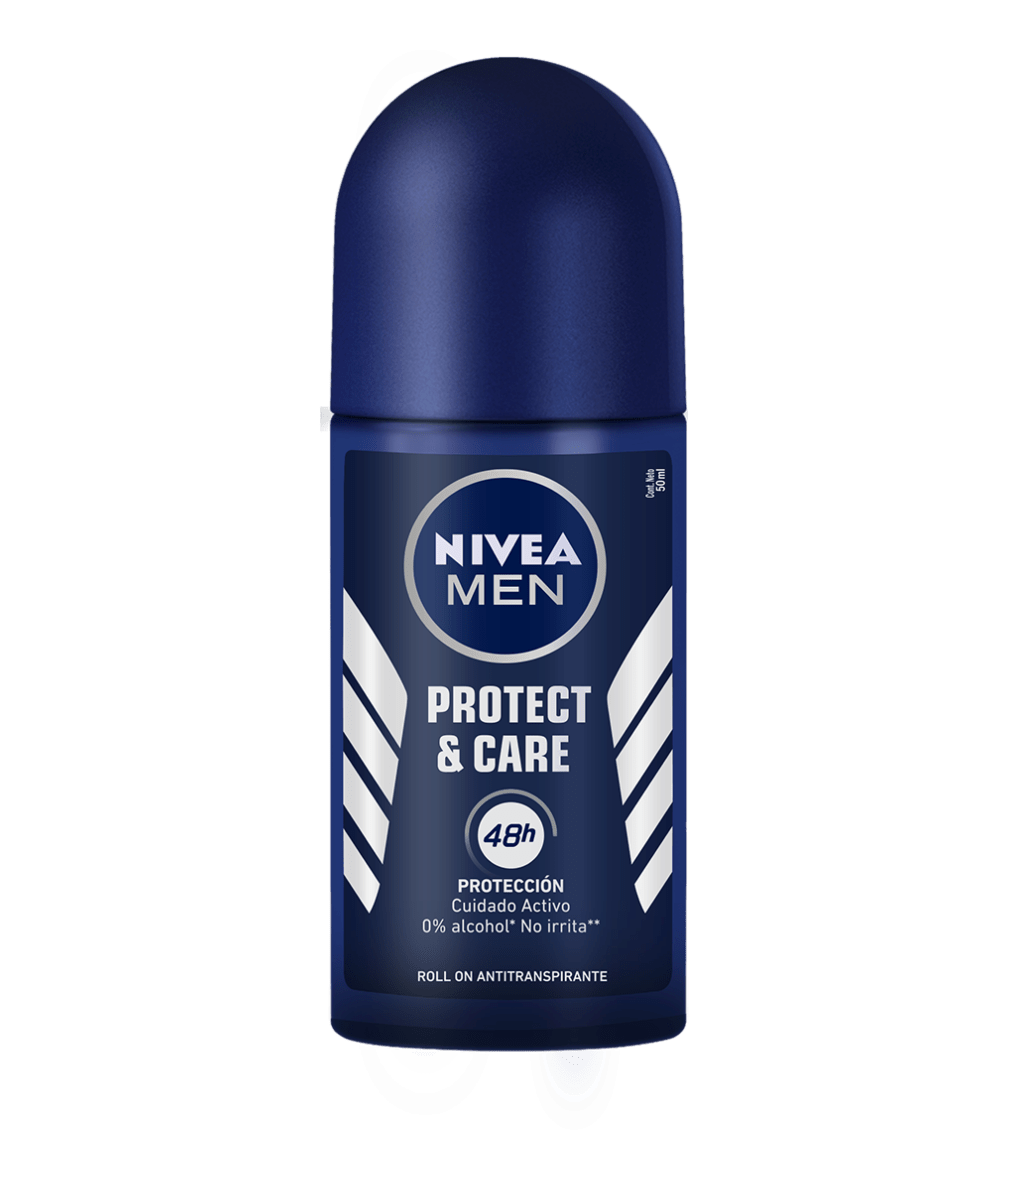 Cont. Neto
50 ml
NIVEA
MEN
PROTECT
& CARE
48h
PROTECCIÓN
Cuidado Activo
0% alcohol* No irrita**
ROLL ON ANTITRANSPIRANTE